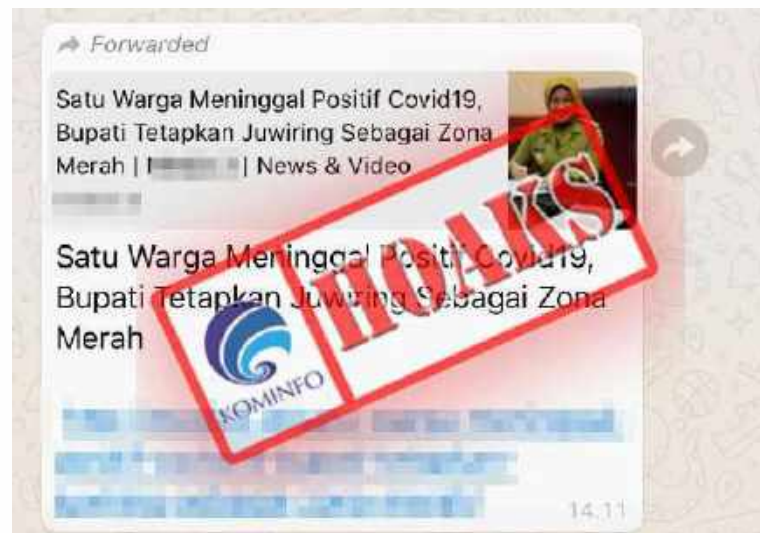 Forwarded
Satu Warga Meninggal Positif Covid19,
Bupati Tetapkan Juwiring Sebagai Zona
Merah | | News & Video
Satu Warga Meninggal Positif Covid19,
Bupati Tetapkan Juwiring Sebagai Zona
Merah
HOAKS
KOMINFO
14.11